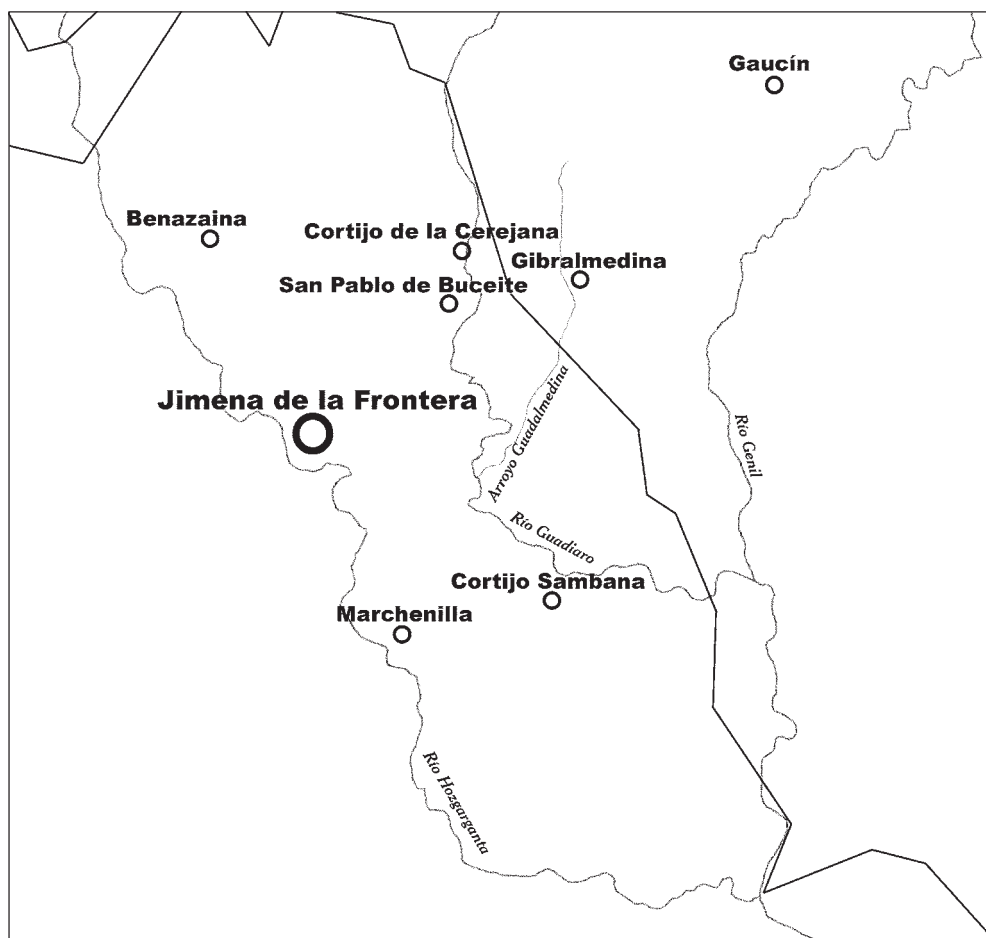 Gaucín
Benazaina
Cortijo de la Cerejana
Gibralmedina
San Pablo de Buceite
Jimena de la Frontera
Arroyo Guadalmedina
Río Genil
Río Guadiaro
Cortijo Sambana
Marchenilla
Río Hozgarganta